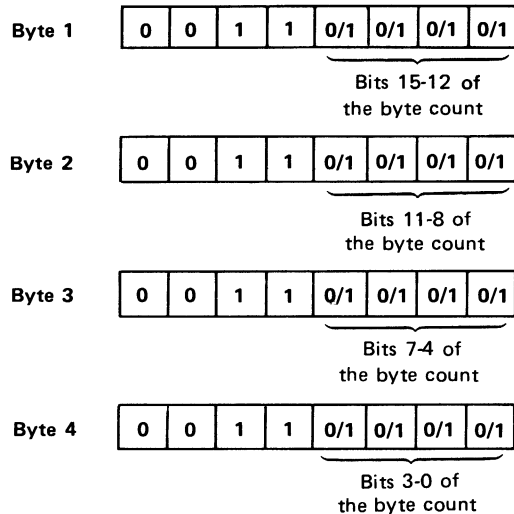 Byte 1 0 0 1 1 0/1 0/1 0/1 0/1
Bits 15-12 of
the byte count
Byte 2 0 0 1 1 0/1 0/1 0/1 0/1
Bits 11-8 of
the byte count
Byte 3 0 0 1 1 0/1 0/1 0/1 0/1
Bits 7-4 of
the byte count
Byte 4 0 0 1 1 0/1 0/1 0/1 0/1
Bits 3-0 of
the byte count